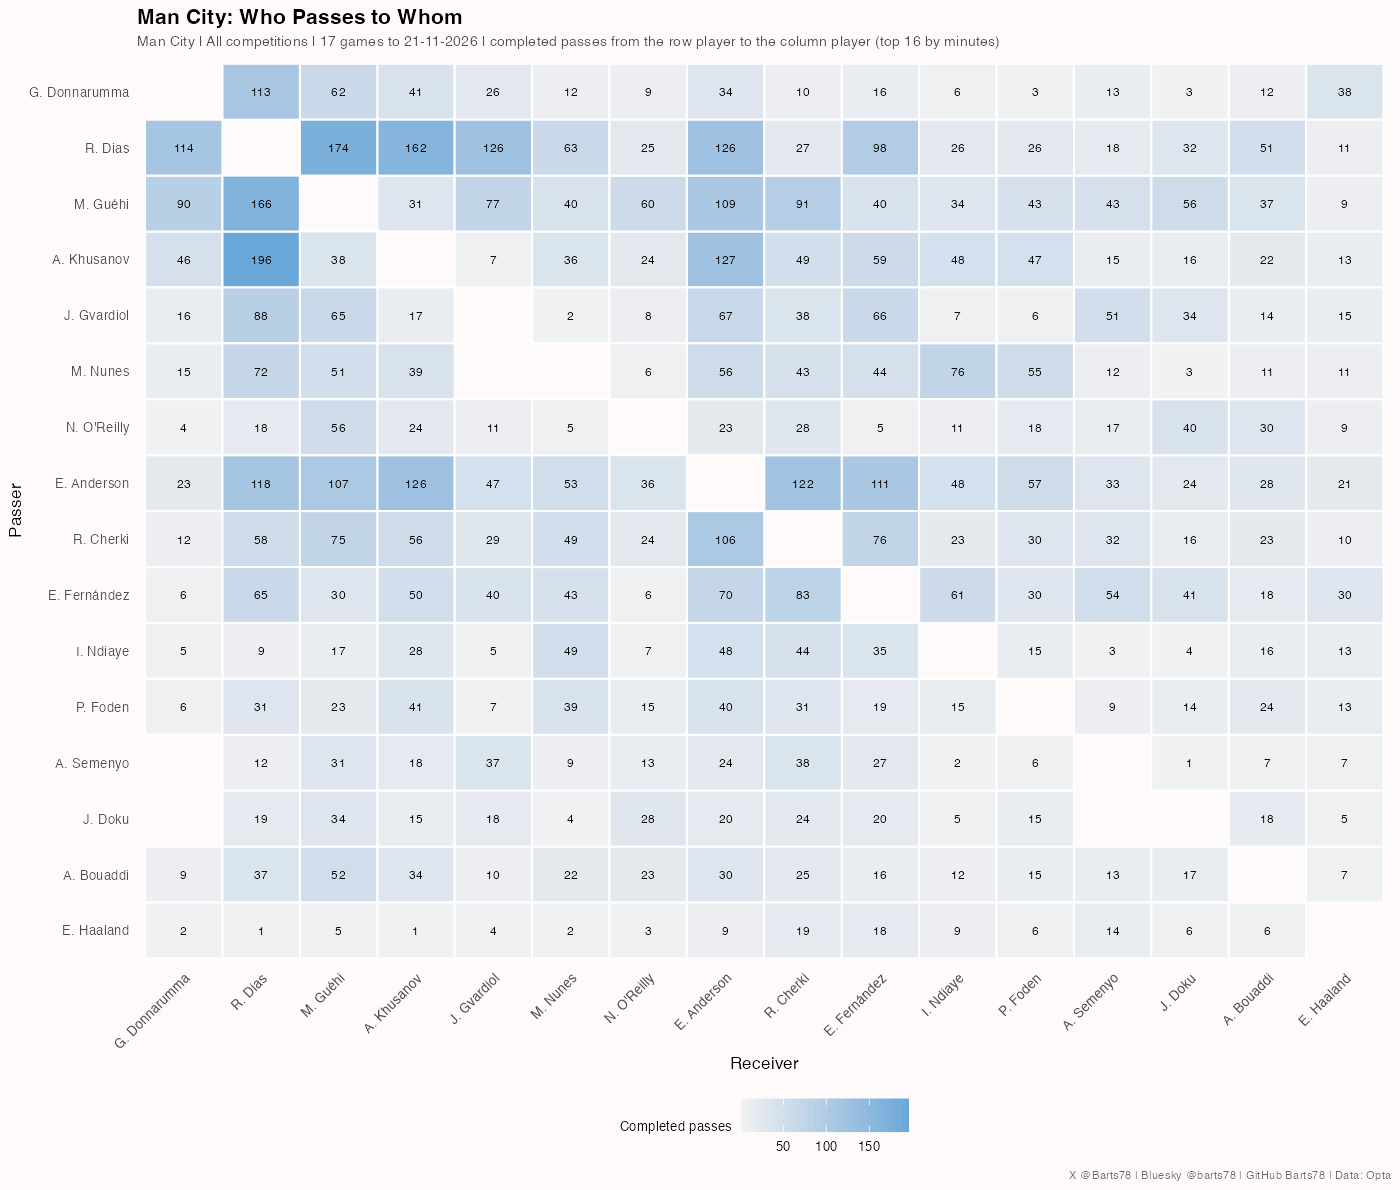 Man City: Who Passes to Whom
Man City | All competitions | 17 games to 21-11-2026 | completed passes from the row player to the column player (top 16 by minutes)
Passer
G. Donnarumma 113 62 41 26 12 9 34 10 16 6 3 13 3 12 38
R. Dias 114 174 162 126 63 25 126 27 98 26 26 18 32 51 11
M. Guéhi 90 166 31 77 40 60 109 91 40 34 43 43 56 37 9
A. Khusanov 46 196 38 7 36 24 127 49 59 48 47 15 16 22 13
J. Gvardiol 16 88 65 17 2 8 67 38 66 7 6 51 34 14 15
M. Nunes 15 72 51 39 6 56 43 44 76 55 12 3 11 11
N. O'Reilly 4 18 56 24 11 5 23 28 5 11 18 17 40 30 9
E. Anderson 23 118 107 126 47 53 36 122 111 48 57 33 24 28 21
R. Cherki 12 58 75 56 29 49 24 106 76 23 30 32 16 23 10
E. Fernández 6 65 30 50 40 43 6 70 83 61 30 54 41 18 30
I. Ndiaye 5 9 17 28 5 49 7 48 44 35 15 3 4 16 13
P. Foden 6 31 23 41 7 39 15 40 31 19 15 9 14 24 13
A. Semenyo 12 31 18 37 9 13 24 38 27 2 6 1 7 7
J. Doku 19 34 15 18 4 28 20 24 20 5 15 18 5
A. Bouaddi 9 37 52 34 10 22 23 30 25 16 12 15 13 17 7
E. Haaland 2 1 5 1 4 2 3 9 19 18 9 6 14 6 6
G. Donnarumma R. Dias M. Guéhi A. Khusanov J. Gvardiol M. Nunes N. O'Reilly E. Anderson R. Cherki E. Fernández I. Ndiaye P. Foden A. Semenyo J. Doku A. Bouaddi E. Haaland
Receiver
Completed passes
50 100 150
X @Barts78 | Bluesky @barts78 | GitHub Barts78 | Data: Opta